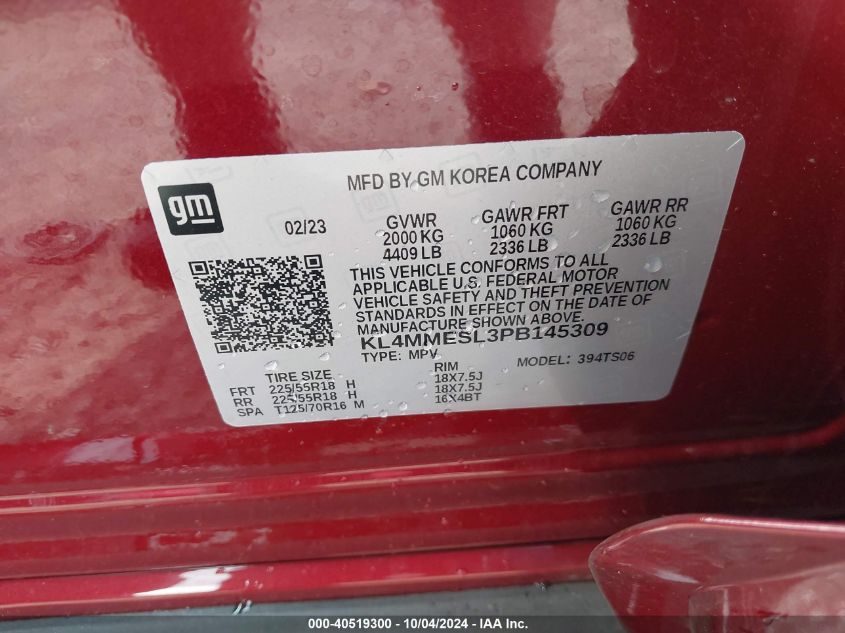 MFD BY GM KOREA COMPANY
gm
02/23
GVWR GAWR FRT GAWR RR
2000 KG 1060 KG 1060 KG
4409 LB 2336 LB 2336 LB
THIS VEHICLE CONFORMS TO ALL
APPLICABLE U.S. FEDERAL MOTOR
VEHICLE SAFETY AND THEFT PREVENTION
STANDARDS IN EFFECT ON THE DATE OF
MANUFACTURE SHOWN ABOVE.
KL4MMESL3PB145309
TYPE: MPV MODEL: 394TS06
TIRE SIZE RIM
FRT 225/55R18 H 18X7.5J
RR 225/55R18 H 18X7.5J
SPA T125/70R16 M 16X4BT
000-40519300 - 10/04/2024 - IAAI.com